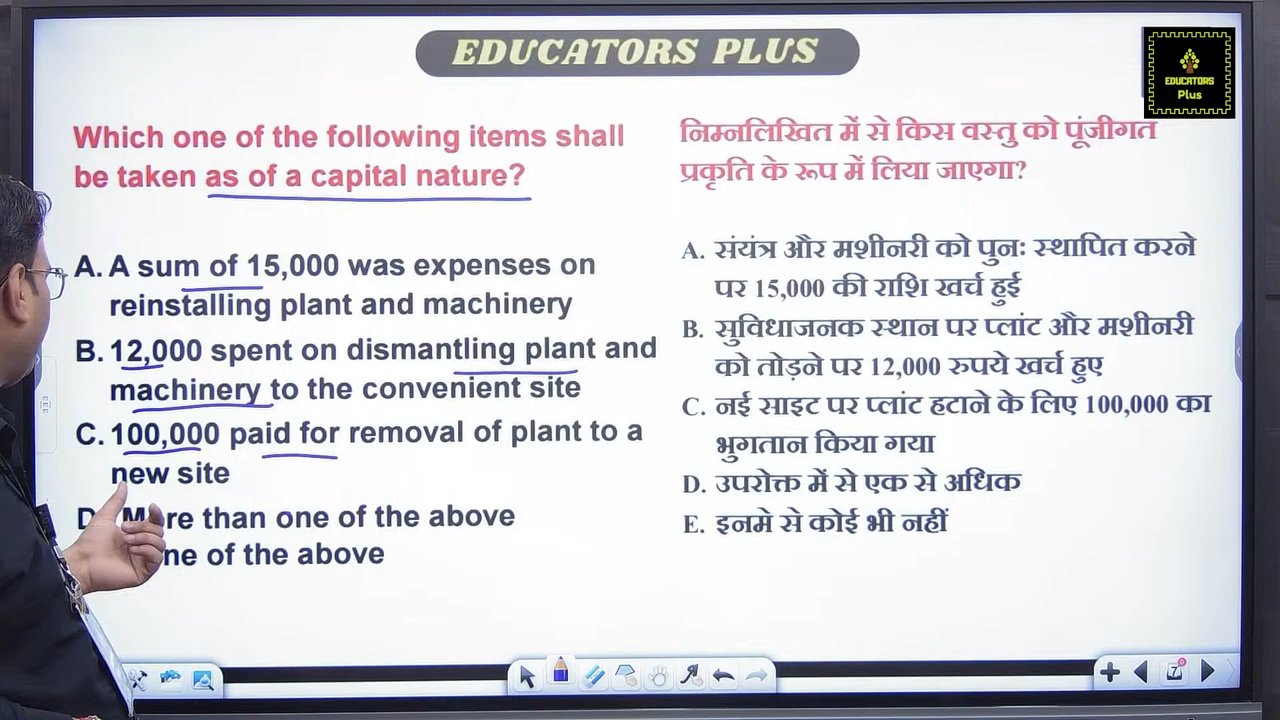 EDUCATORS PLUS
EDUCATORS
Plus
Which one of the following items shall
be taken as of a capital nature?
A. A sum of 15,000 was expenses on
reinstalling plant and machinery
B. 12,000 spent on dismantling plant and
machinery to the convenient site
C. 100,000 paid for removal of plant to a
new site
D. More than one of the above
ne of the above
निम्नलिखित में से किस वस्तु को पूंजीगत
प्रकृति के रूप में लिया जाएगा?
A. संयंत्र और मशीनरी को पुनः स्थापित करने
पर 15,000 की राशि खर्च हुई
B. सुविधाजनक स्थान पर प्लांट और मशीनरी
को तोड़ने पर 12,000 रुपये खर्च हुए
C. नई साइट पर प्लांट हटाने के लिए 100,000 का
भुगतान किया गया
D. उपरोक्त में से एक से अधिक
E. इनमे से कोई भी नहीं
7